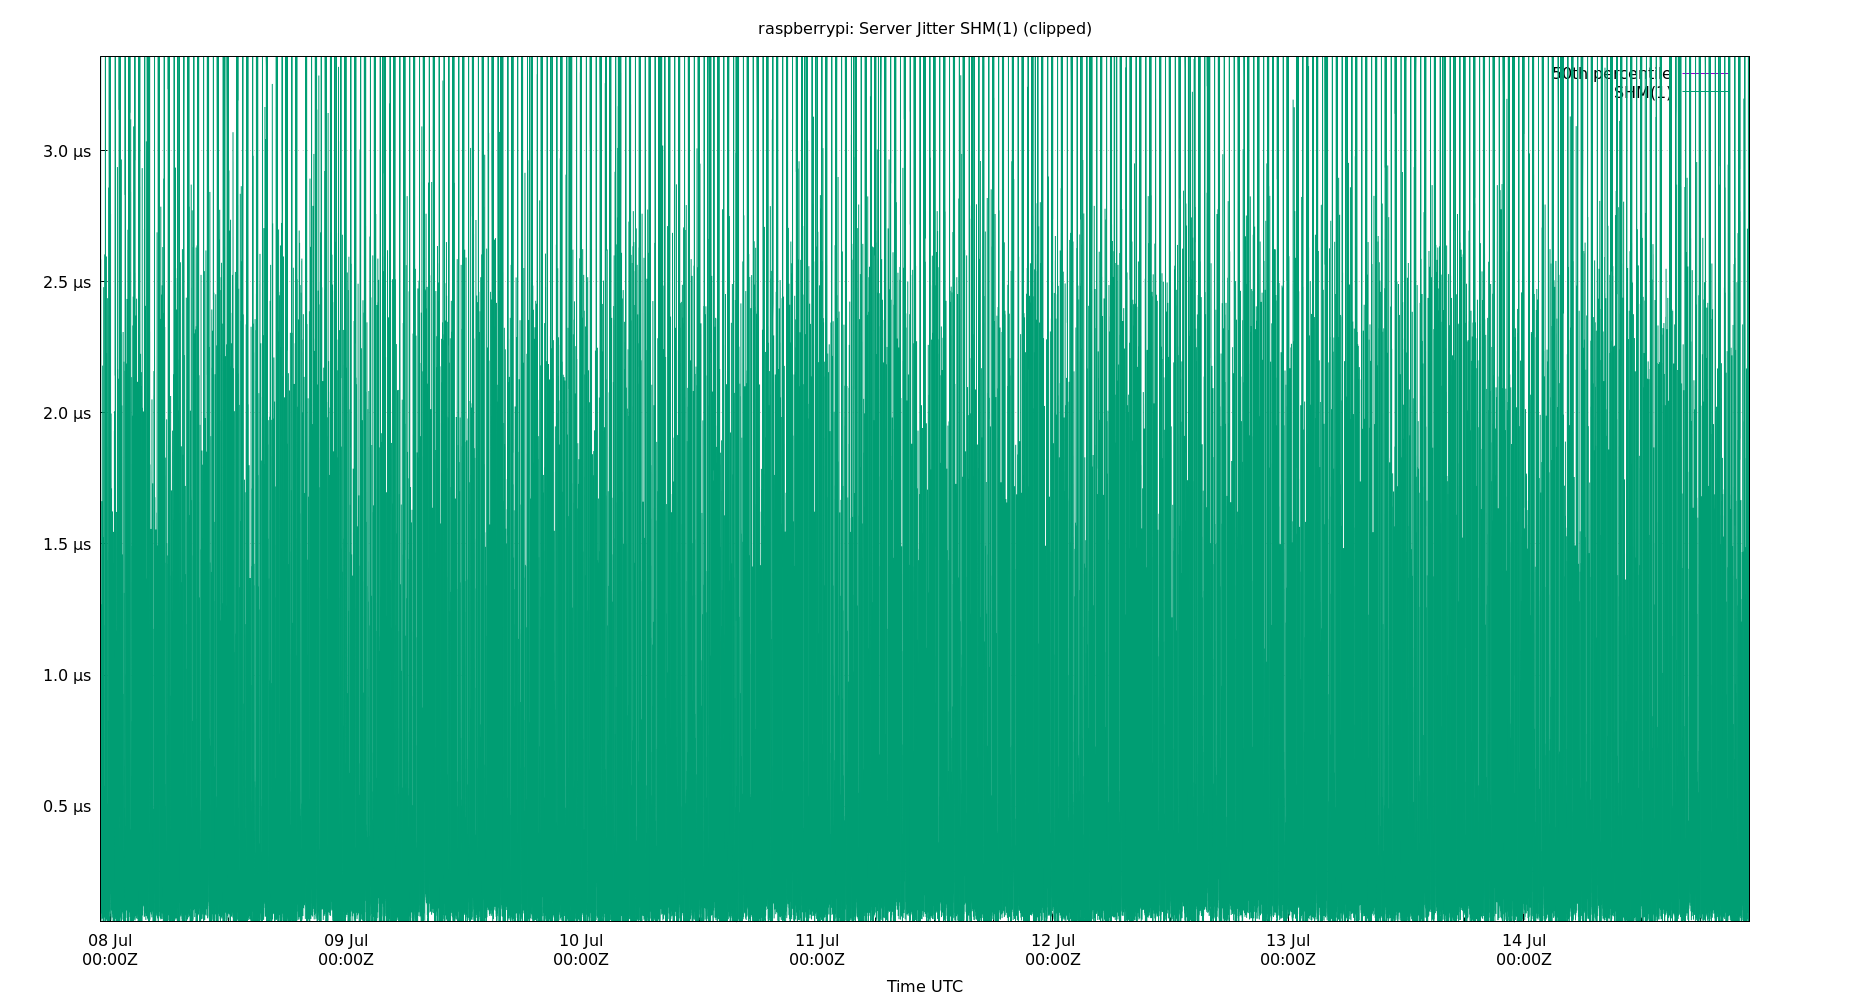 raspberrypi: Server Jitter SHM(1) (clipped)
50th percentile
SHM(1)
3.0 µs
2.5 µs
2.0 µs
1.5 µs
1.0 µs
0.5 µs
08 Jul 09 Jul 10 Jul 11 Jul 12 Jul 13 Jul 14 Jul
00:00Z 00:00Z 00:00Z 00:00Z 00:00Z 00:00Z 00:00Z
Time UTC